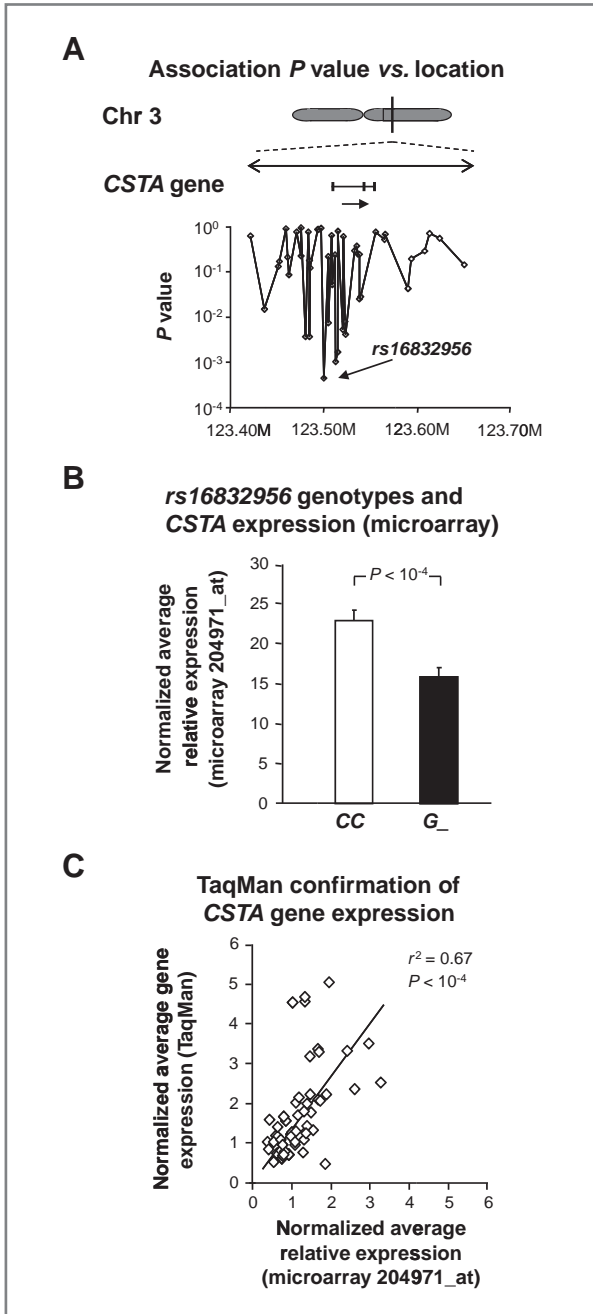 A
Association P value vs. location
Chr 3
CSTA gene
10⁰
10⁻¹
10⁻²
10⁻³
10⁻⁴
P value
rs16832956
123.40M 123.50M 123.60M 123.70M
B
rs16832956 genotypes and
CSTA expression (microarray)
Normalized average
relative expression
(microarray 204971_at)
30
25
20
15
10
5
0
P < 10⁻⁴
CC G_
C
TaqMan confirmation of
CSTA gene expression
Normalized average gene
expression (TaqMan)
6
5
4
3
2
1
0
r² = 0.67
P < 10⁻⁴
0 1 2 3 4 5 6
Normalized average
relative expression
(microarray 204971_at)